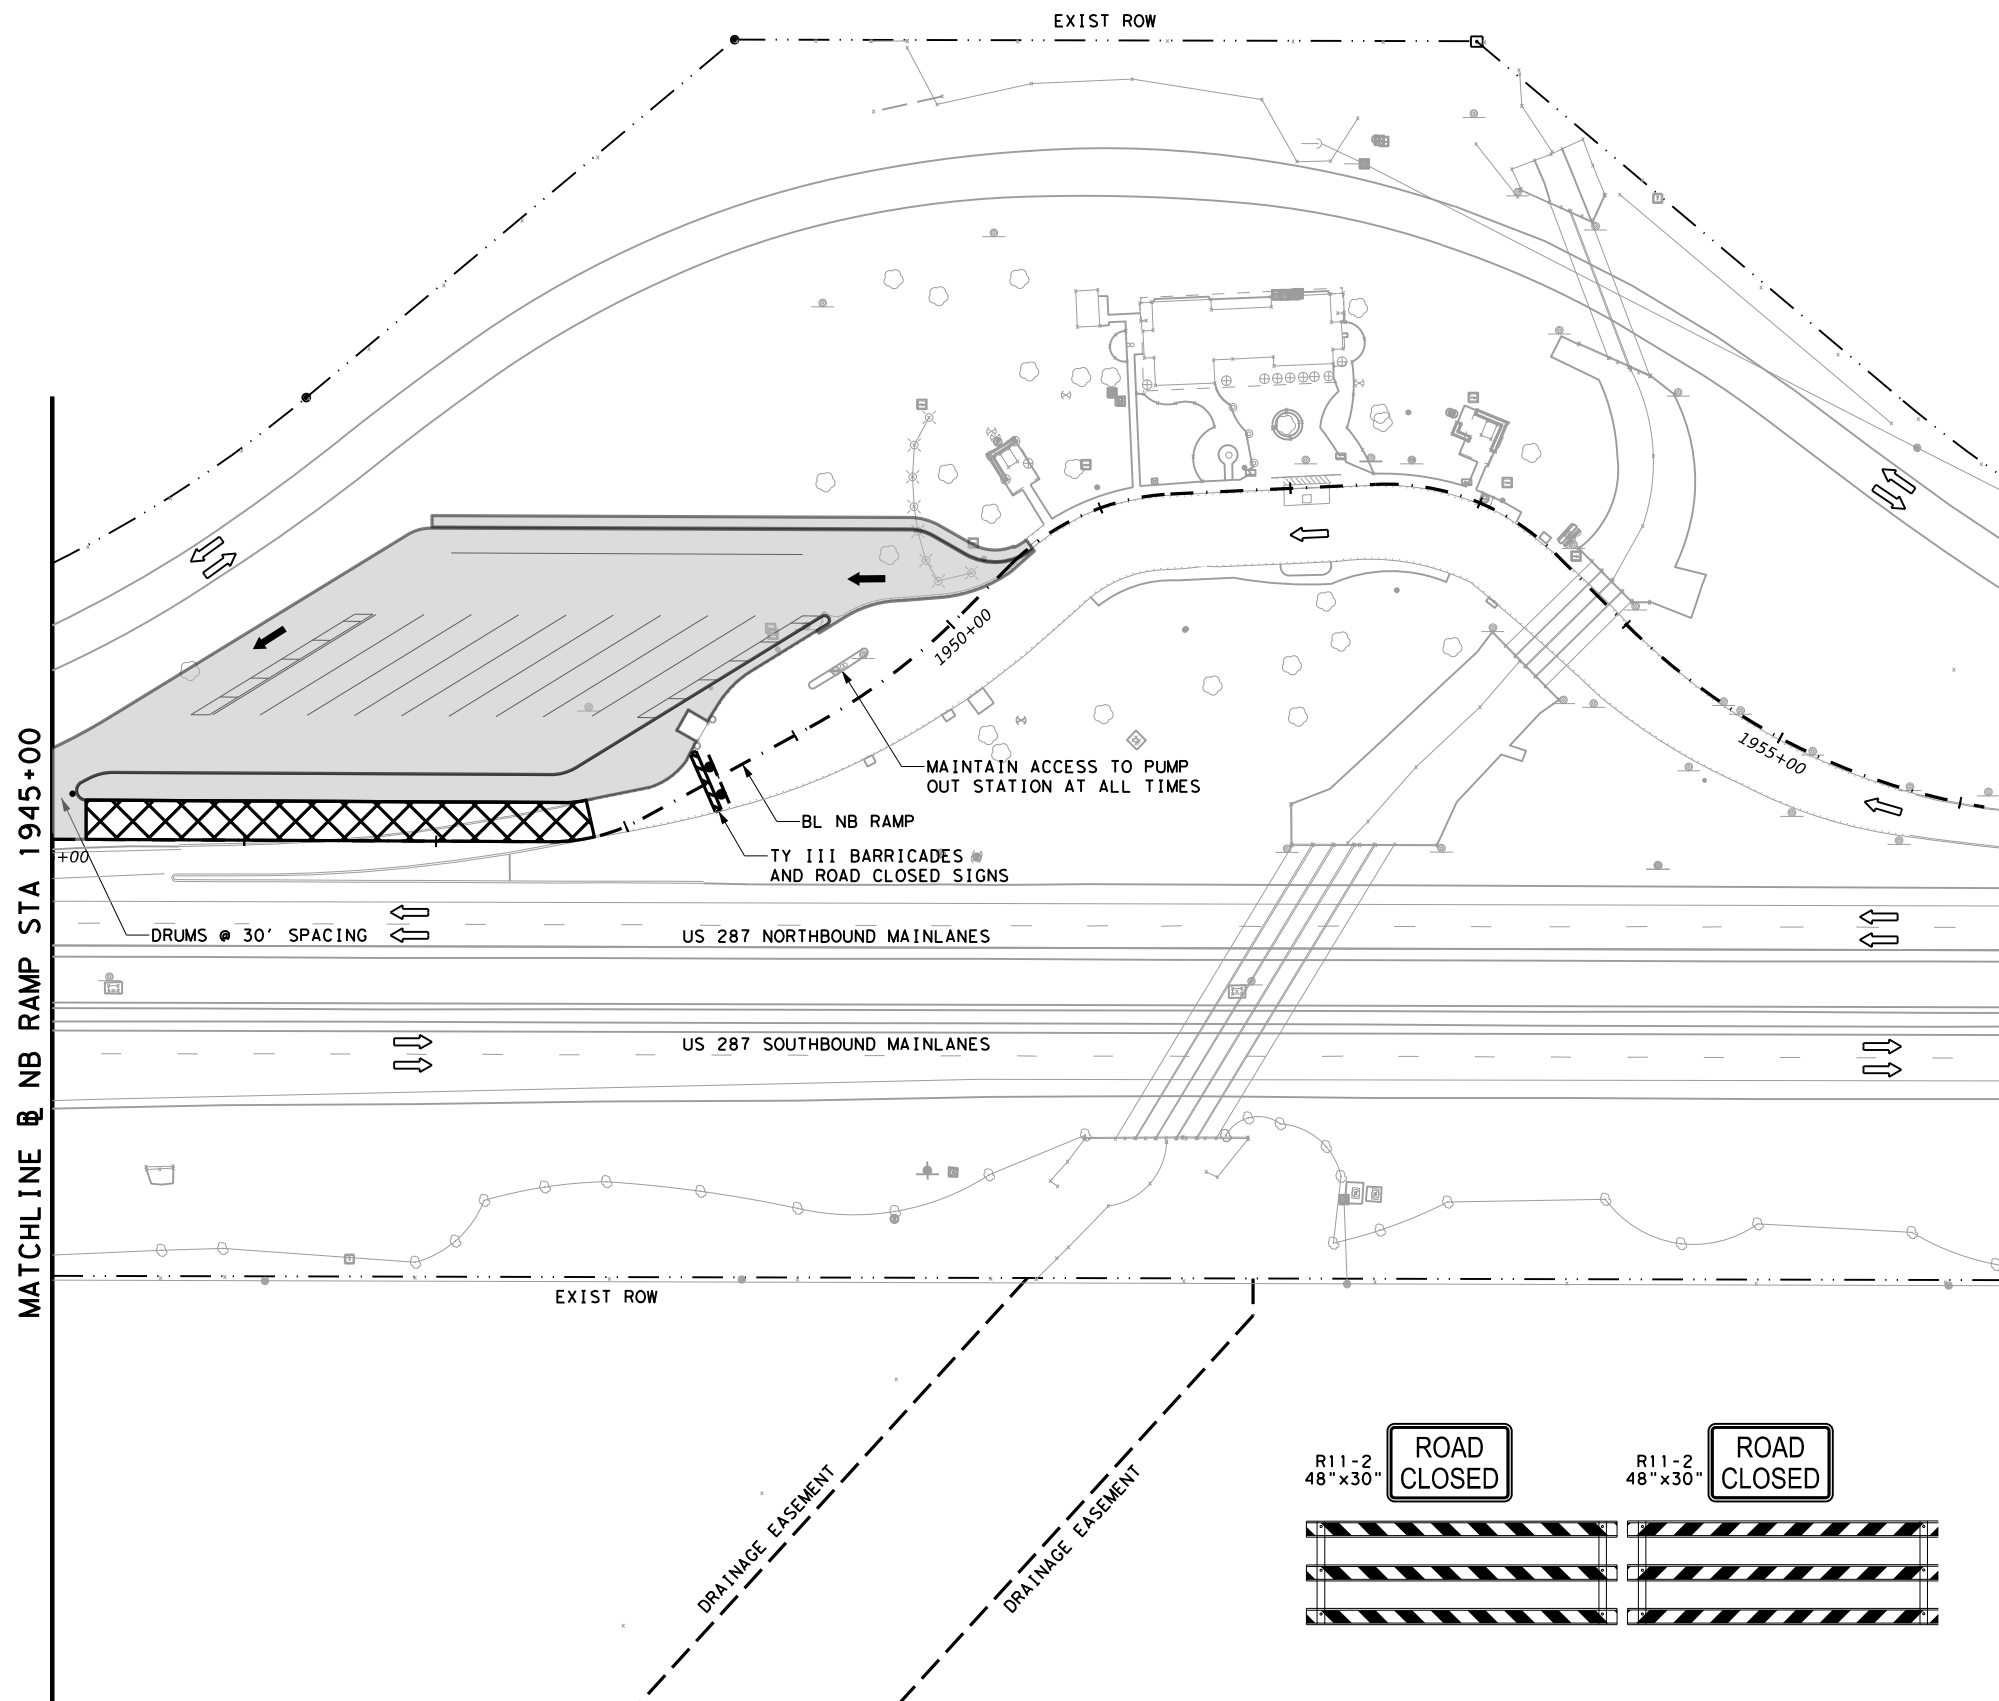 EXIST ROW
1950+00
1955+00
MAINTAIN ACCESS TO PUMP
OUT STATION AT ALL TIMES
BL NB RAMP
TY III BARRICADES
AND ROAD CLOSED SIGNS
+00
DRUMS @ 30' SPACING
US 287 NORTHBOUND MAINLANES
US 287 SOUTHBOUND MAINLANES
MATCHLINE BL NB RAMP STA 1945+00
EXIST ROW
DRAINAGE EASEMENT
DRAINAGE EASEMENT
R11-2
48"x30"
ROAD
CLOSED
R11-2
48"x30"
ROAD
CLOSED